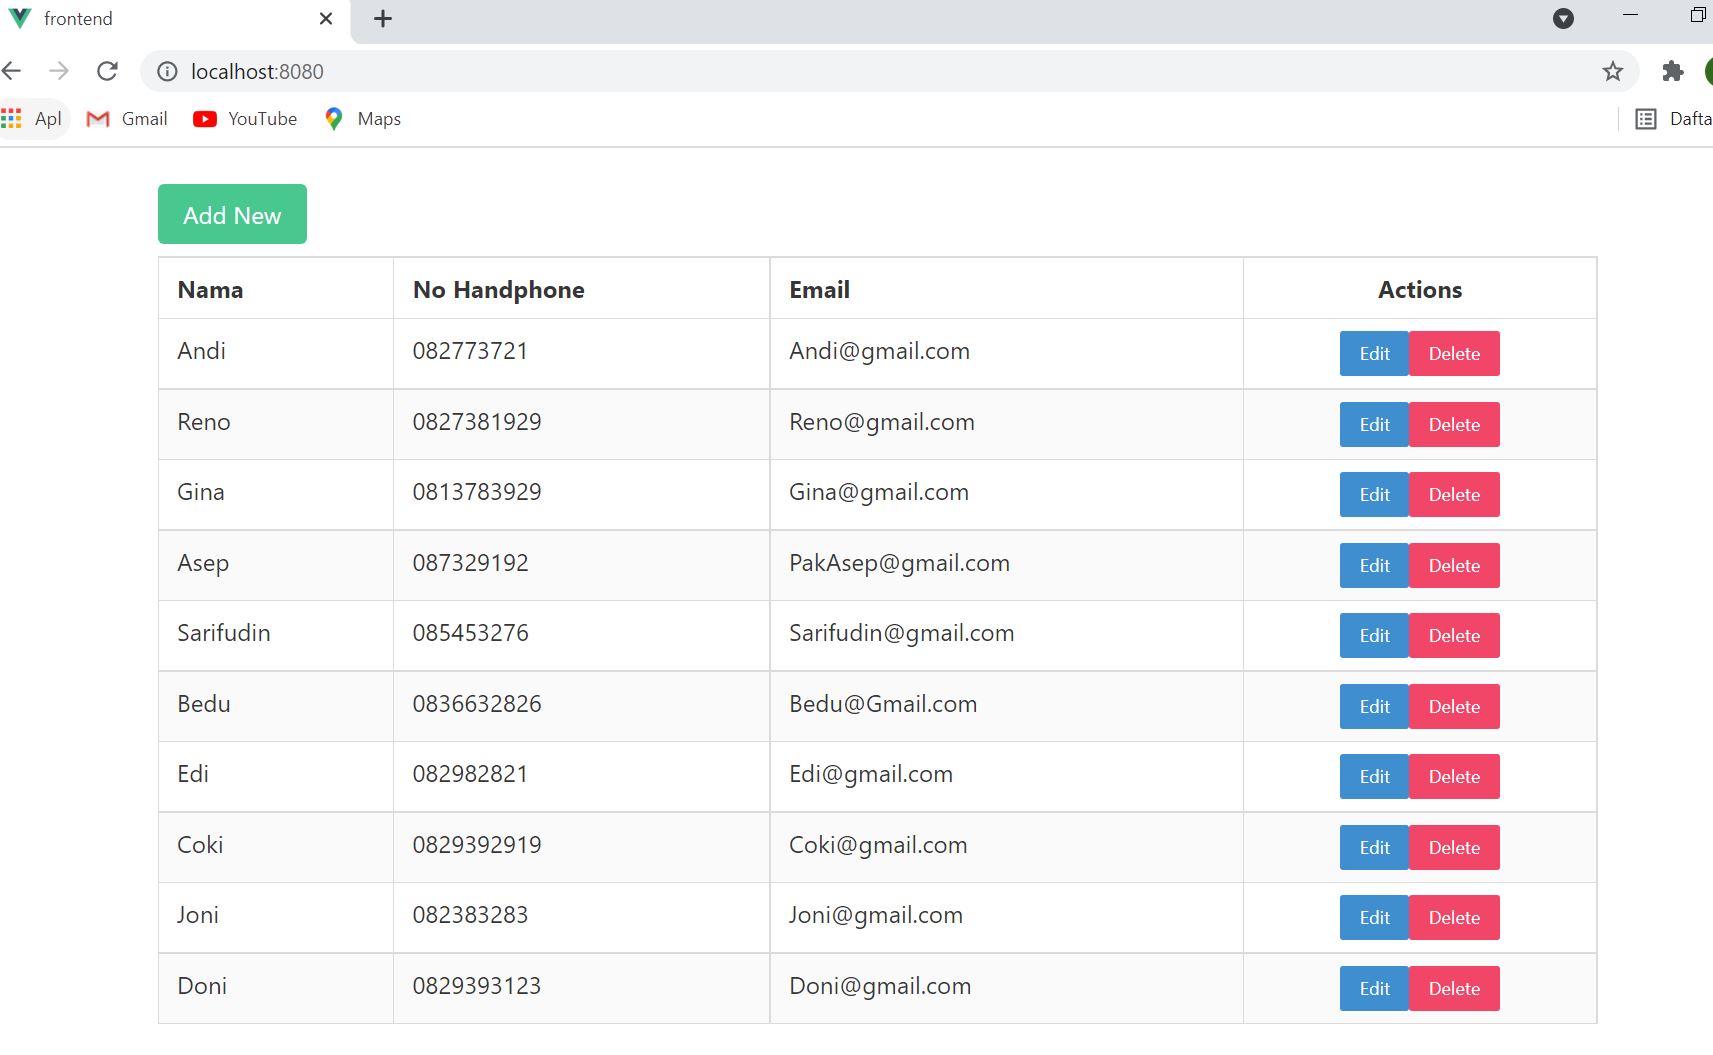 frontend
localhost:8080
Apl Gmail YouTube Maps Dafta
Add New
Nama No Handphone Email Actions
Andi 082773721 Andi@gmail.com Edit Delete
Reno 0827381929 Reno@gmail.com Edit Delete
Gina 0813783929 Gina@gmail.com Edit Delete
Asep 087329192 PakAsep@gmail.com Edit Delete
Sarifudin 085453276 Sarifudin@gmail.com Edit Delete
Bedu 0836632826 Bedu@Gmail.com Edit Delete
Edi 082982821 Edi@gmail.com Edit Delete
Coki 0829392919 Coki@gmail.com Edit Delete
Joni 082383283 Joni@gmail.com Edit Delete
Doni 0829393123 Doni@gmail.com Edit Delete